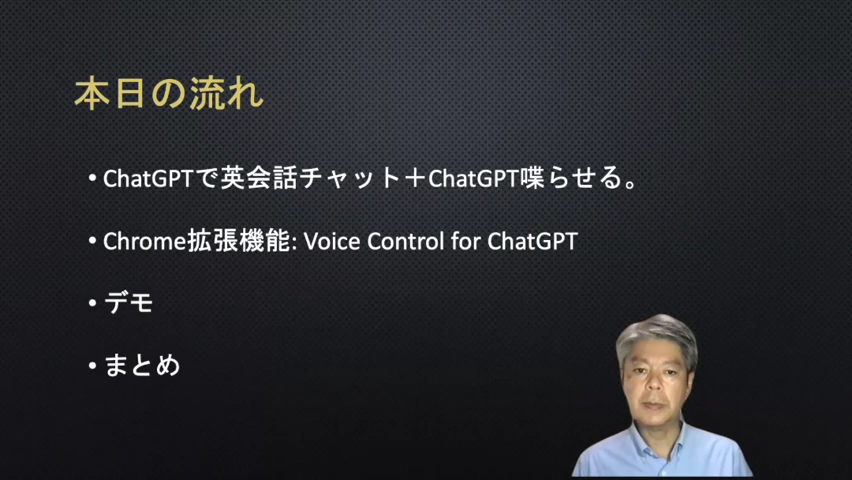 本日の流れ
• ChatGPTで英会話チャット＋ChatGPT喋らせる。
• Chrome拡張機能: Voice Control for ChatGPT
• デモ
• まとめ